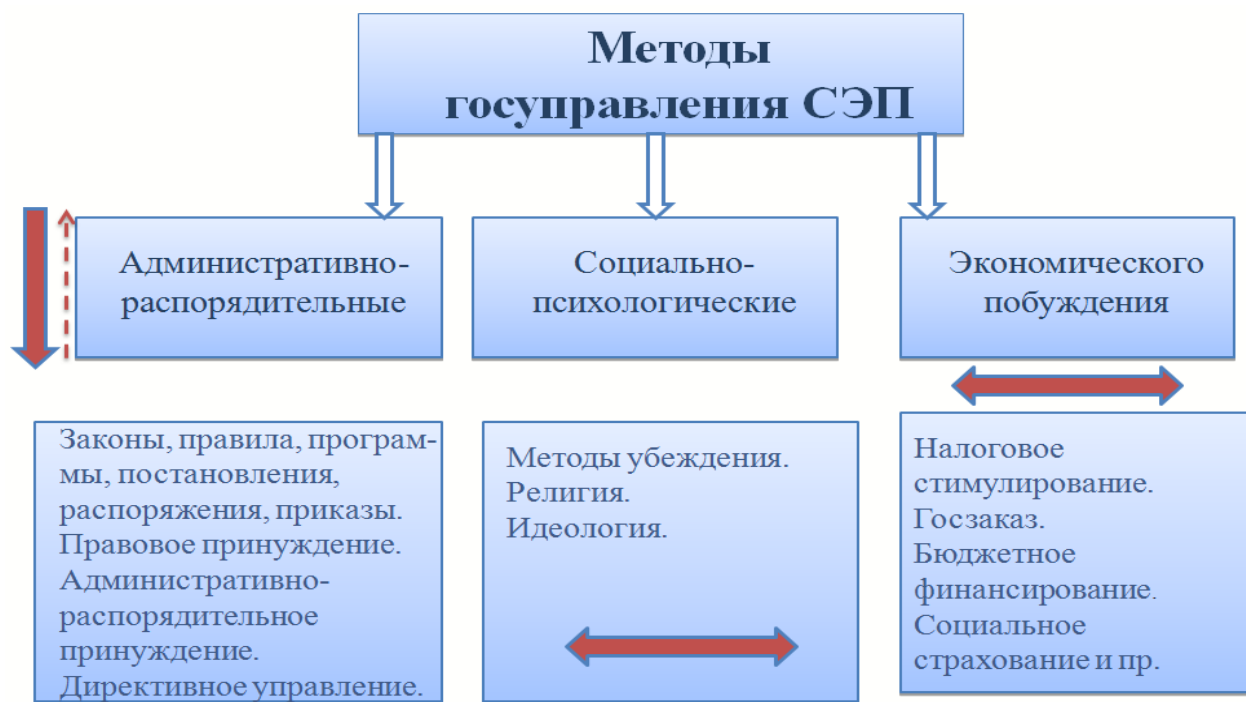 Методы
госуправления СЭП
Административно-
распорядительные
Социально-
психологические
Экономического
побуждения
Законы, правила, програм-
мы, постановления,
распоряжения, приказы.
Правовое принуждение.
Административно-
распорядительное
принуждение.
Директивное управление.
Методы убеждения.
Религия.
Идеология.
Налоговое
стимулирование.
Госзаказ.
Бюджетное
финансирование.
Социальное
страхование и пр.